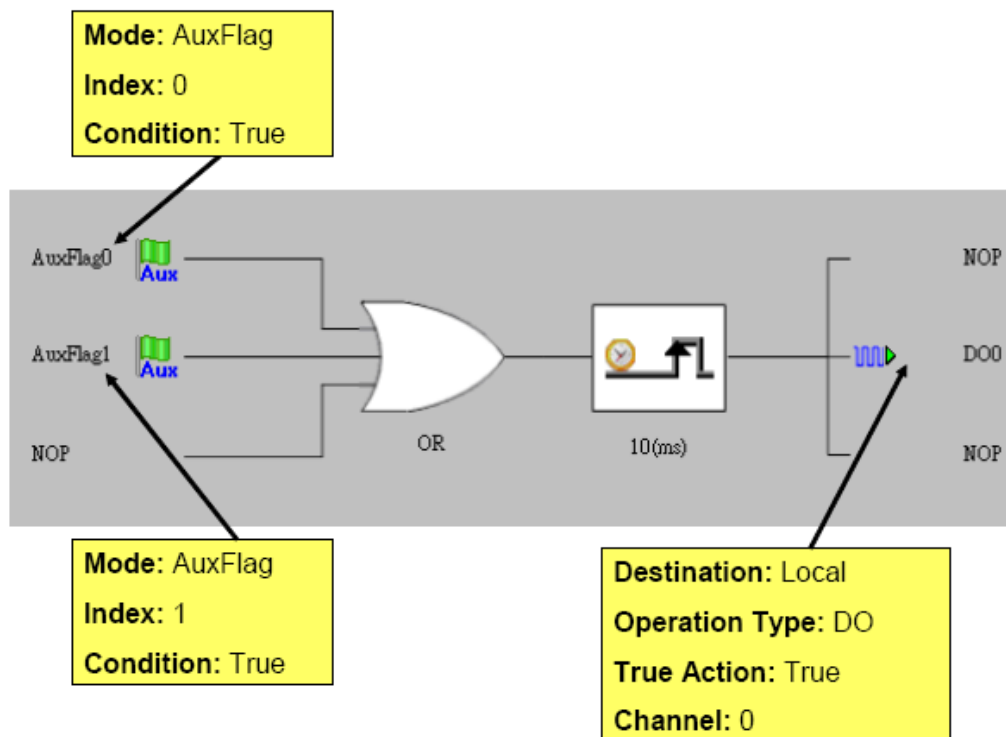 Mode: AuxFlag
Index: 0
Condition: True
AuxFlag0
Aux
NOP
AuxFlag1
Aux
DO0
NOP
OR
10(ms)
NOP
Mode: AuxFlag
Index: 1
Condition: True
Destination: Local
Operation Type: DO
True Action: True
Channel: 0